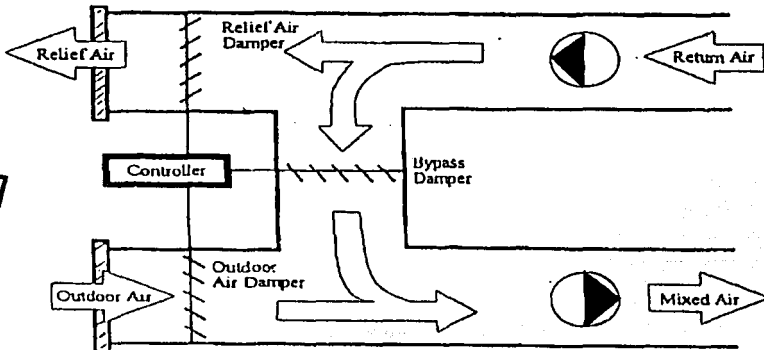 Relief Air
Relief Air
Damper
Return Air
Controller
Bypass
Damper
Outdoor Air
Outdoor
Air Damper
Mixed Air